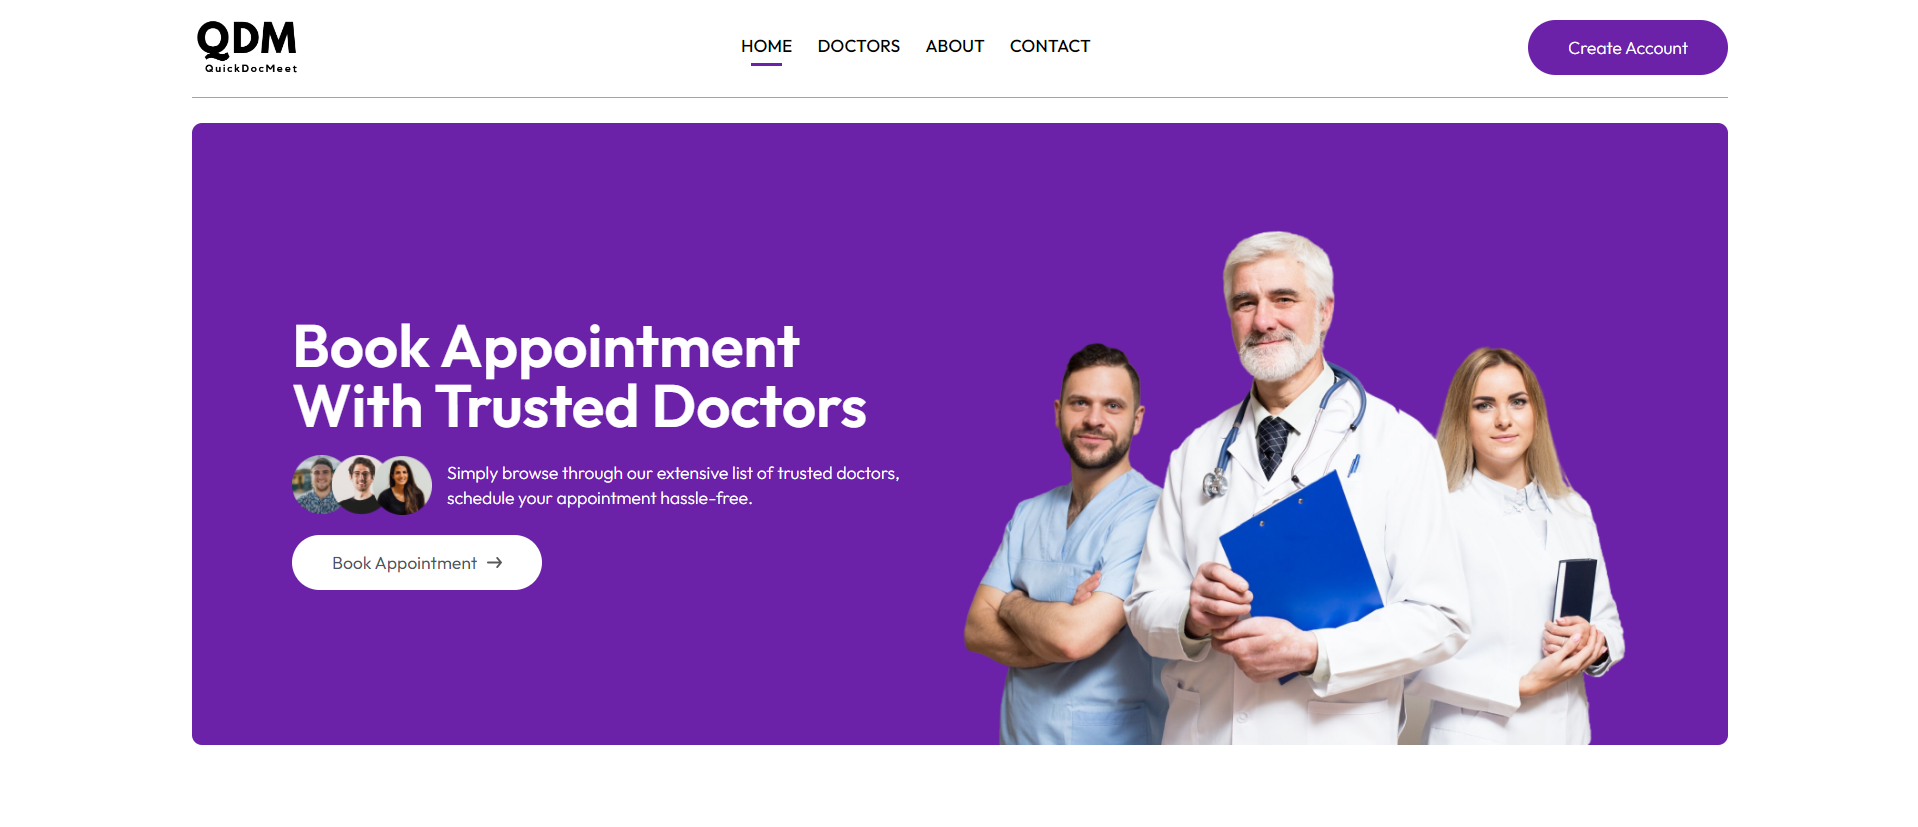 QDM
QuickDocMeet
HOME DOCTORS ABOUT CONTACT
Create Account
Book Appointment
With Trusted Doctors
Simply browse through our extensive list of trusted doctors,
schedule your appointment hassle-free.
Book Appointment →